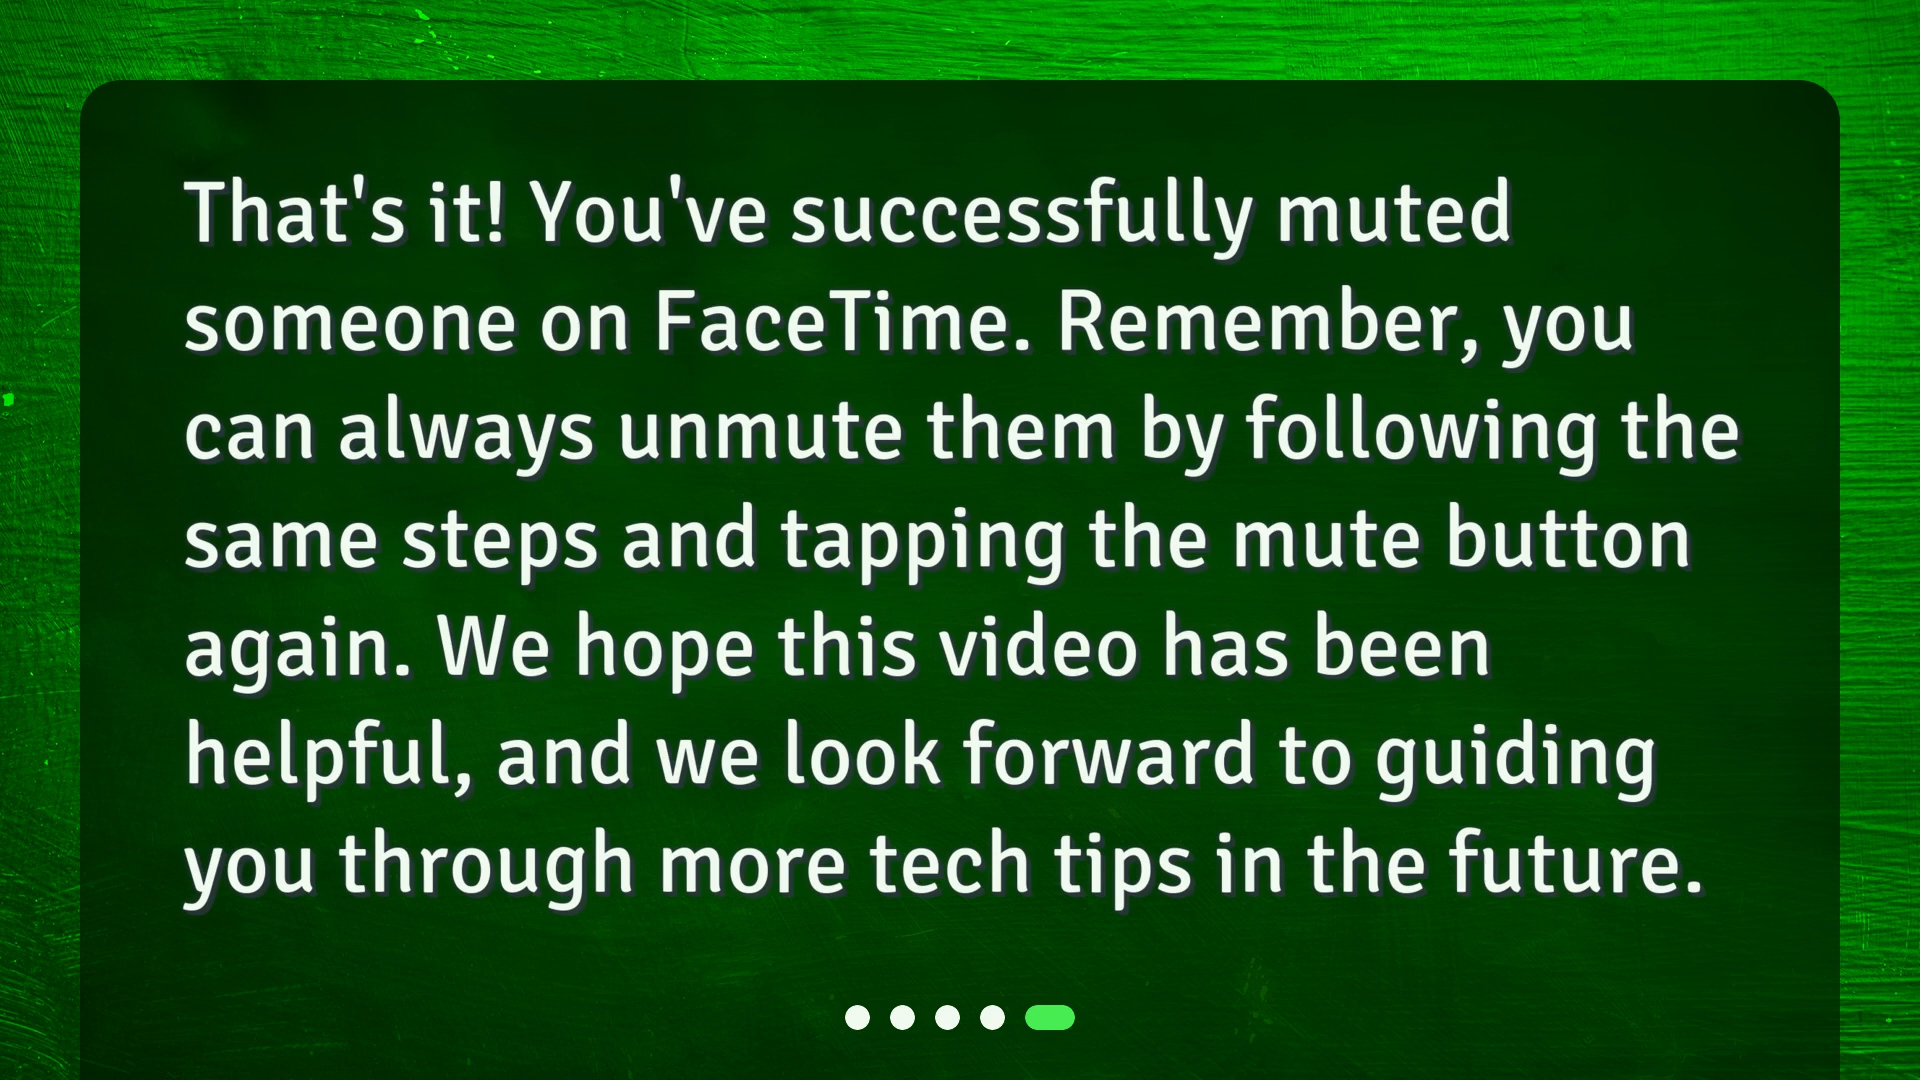 That's it! You've successfully muted
someone on FaceTime. Remember, you
can always unmute them by following the
same steps and tapping the mute button
again. We hope this video has been
helpful, and we look forward to guiding
you through more tech tips in the future.